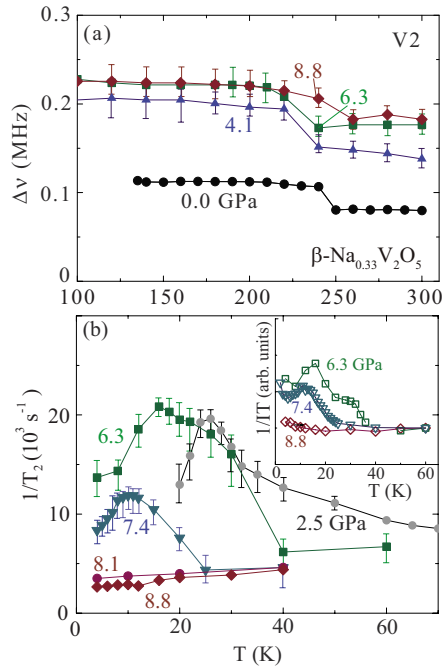 (a)
V2
0.3
8.8
0.2
6.3
4.1
Δν (MHz)
0.1
0.0 GPa
β-Na0.33V2O5
0
100 150 200 250 300
T (K)
(b)
1/IT (arb. units)
6.3 GPa
7.4
8.8
0 20 40 60
T (K)
20
6.3
1/T2 (10³ s⁻¹)
7.4
10
2.5 GPa
8.1
8.8
0
0 20 40 60
T (K)